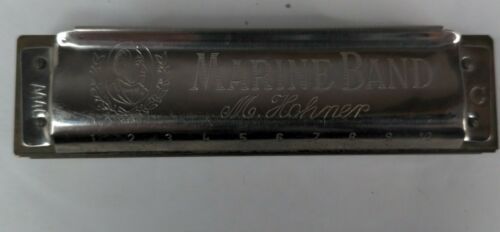 MARINE BAND
M. Hohner
1 2 3 4 5 6 7 8 9 10
C